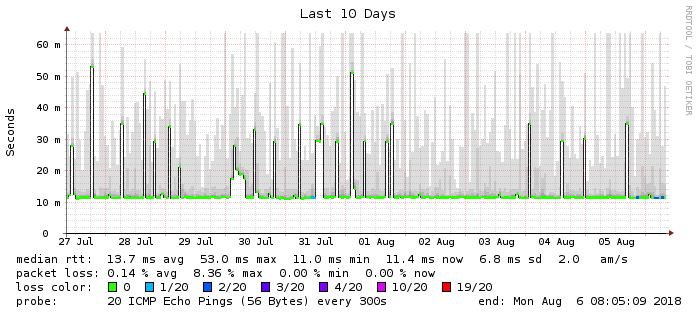 Last 10 Days
RRDTOOL / TOBI OETIKER
Seconds
60 m
50 m
40 m
30 m
20 m
10 m
0
27 Jul 28 Jul 29 Jul 30 Jul 31 Jul 01 Aug 02 Aug 03 Aug 04 Aug 05 Aug
median rtt: 13.7 ms avg 53.0 ms max 11.0 ms min 11.4 ms now 6.8 ms sd 2.0 am/s
packet loss: 0.14 % avg 8.36 % max 0.00 % min 0.00 % now
loss color: 0 1/20 2/20 3/20 4/20 10/20 19/20
probe: 20 ICMP Echo Pings (56 Bytes) every 300s end: Mon Aug 6 08:05:09 2018